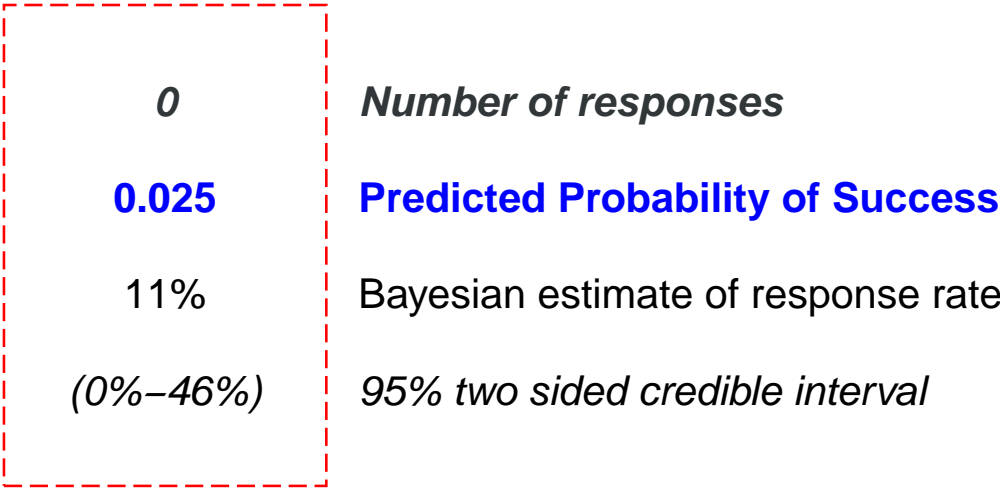 0 Number of responses
0.025 Predicted Probability of Success
11% Bayesian estimate of response rate
(0%−46%) 95% two sided credible interval